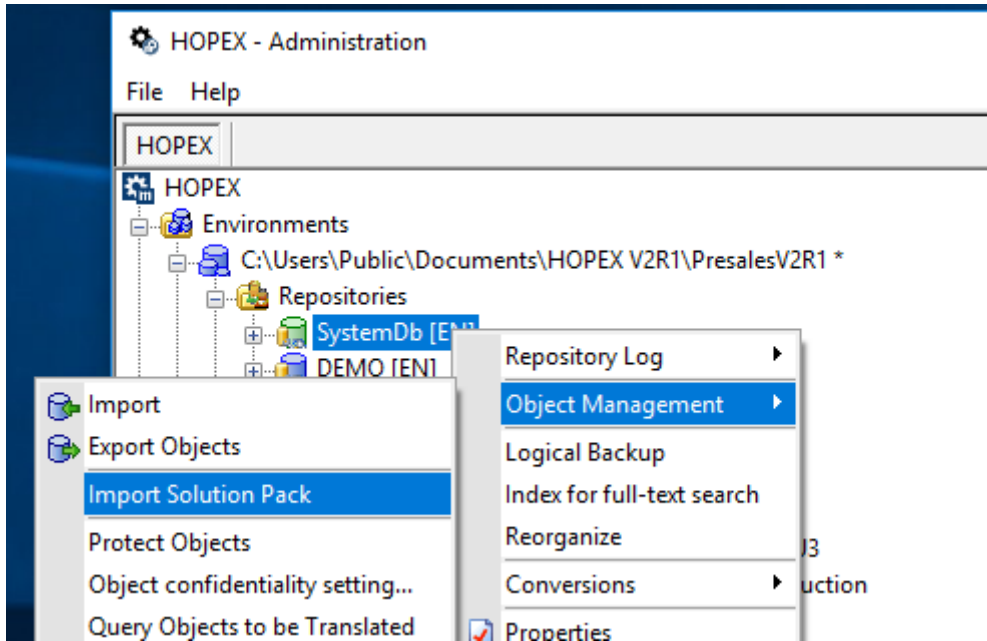 HOPEX - Administration
File Help
HOPEX
HOPEX
Environments
C:\Users\Public\Documents\HOPEX V2R1\PresalesV2R1 *
Repositories
SystemDb [EN]
DEMO [EN]
Repository Log
Object Management
Logical Backup
Index for full-text search
Reorganize
Conversions
Properties
Import
Export Objects
Import Solution Pack
Protect Objects
Object confidentiality setting...
Query Objects to be Translated